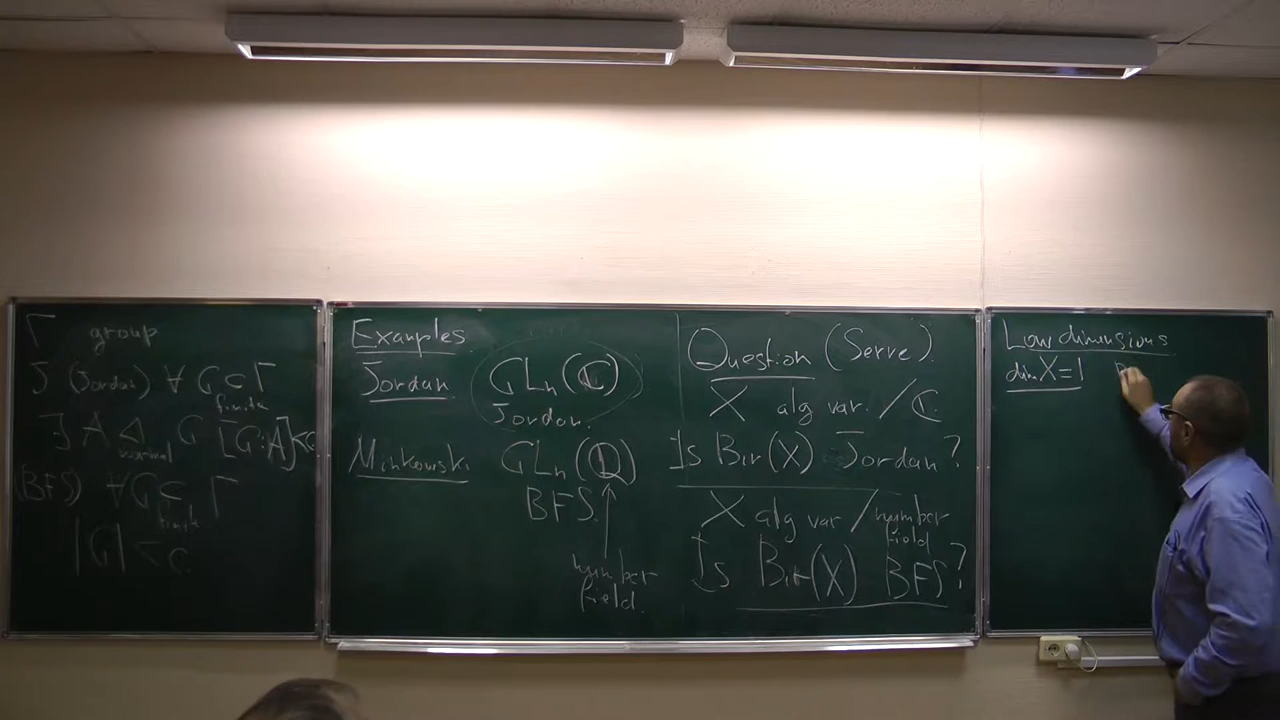 Γ group
J (Jordan) ∀ G ⊂ Γ
finite
∃ A ◁ G [G:A]<C
normal
(BFS) ∀ G ⊂ Γ
finite
|G| < C
Examples
Jordan GLn(ℂ)
Jordan.
Minkowski GLn(ℚ)
BFS.
number
field.
Question (Serre).
X alg var. / ℂ.
Is Bir(X) Jordan?
X alg var / number
field
Is Bir(X) BFS?
Low dimensions
dim X=1